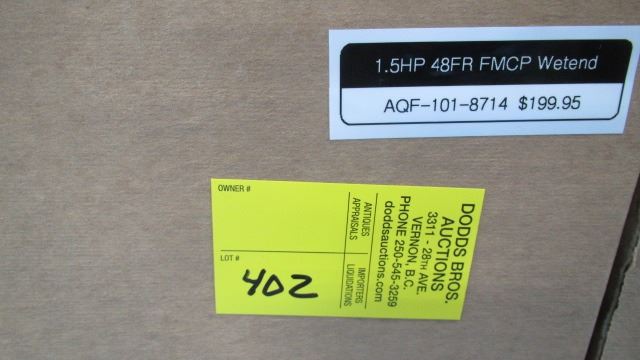 1.5HP 48FR FMCP Wetend
AQF-101-8714 $199.95
OWNER #
LOT #
402
ANTIQUES
APPRAISALS
IMPORTERS
LIQUIDATIONS
DODDS BROS.
AUCTIONS
3311 - 28TH AVE.
VERNON, B.C.
PHONE 250-545-3259
doddsauctions.com